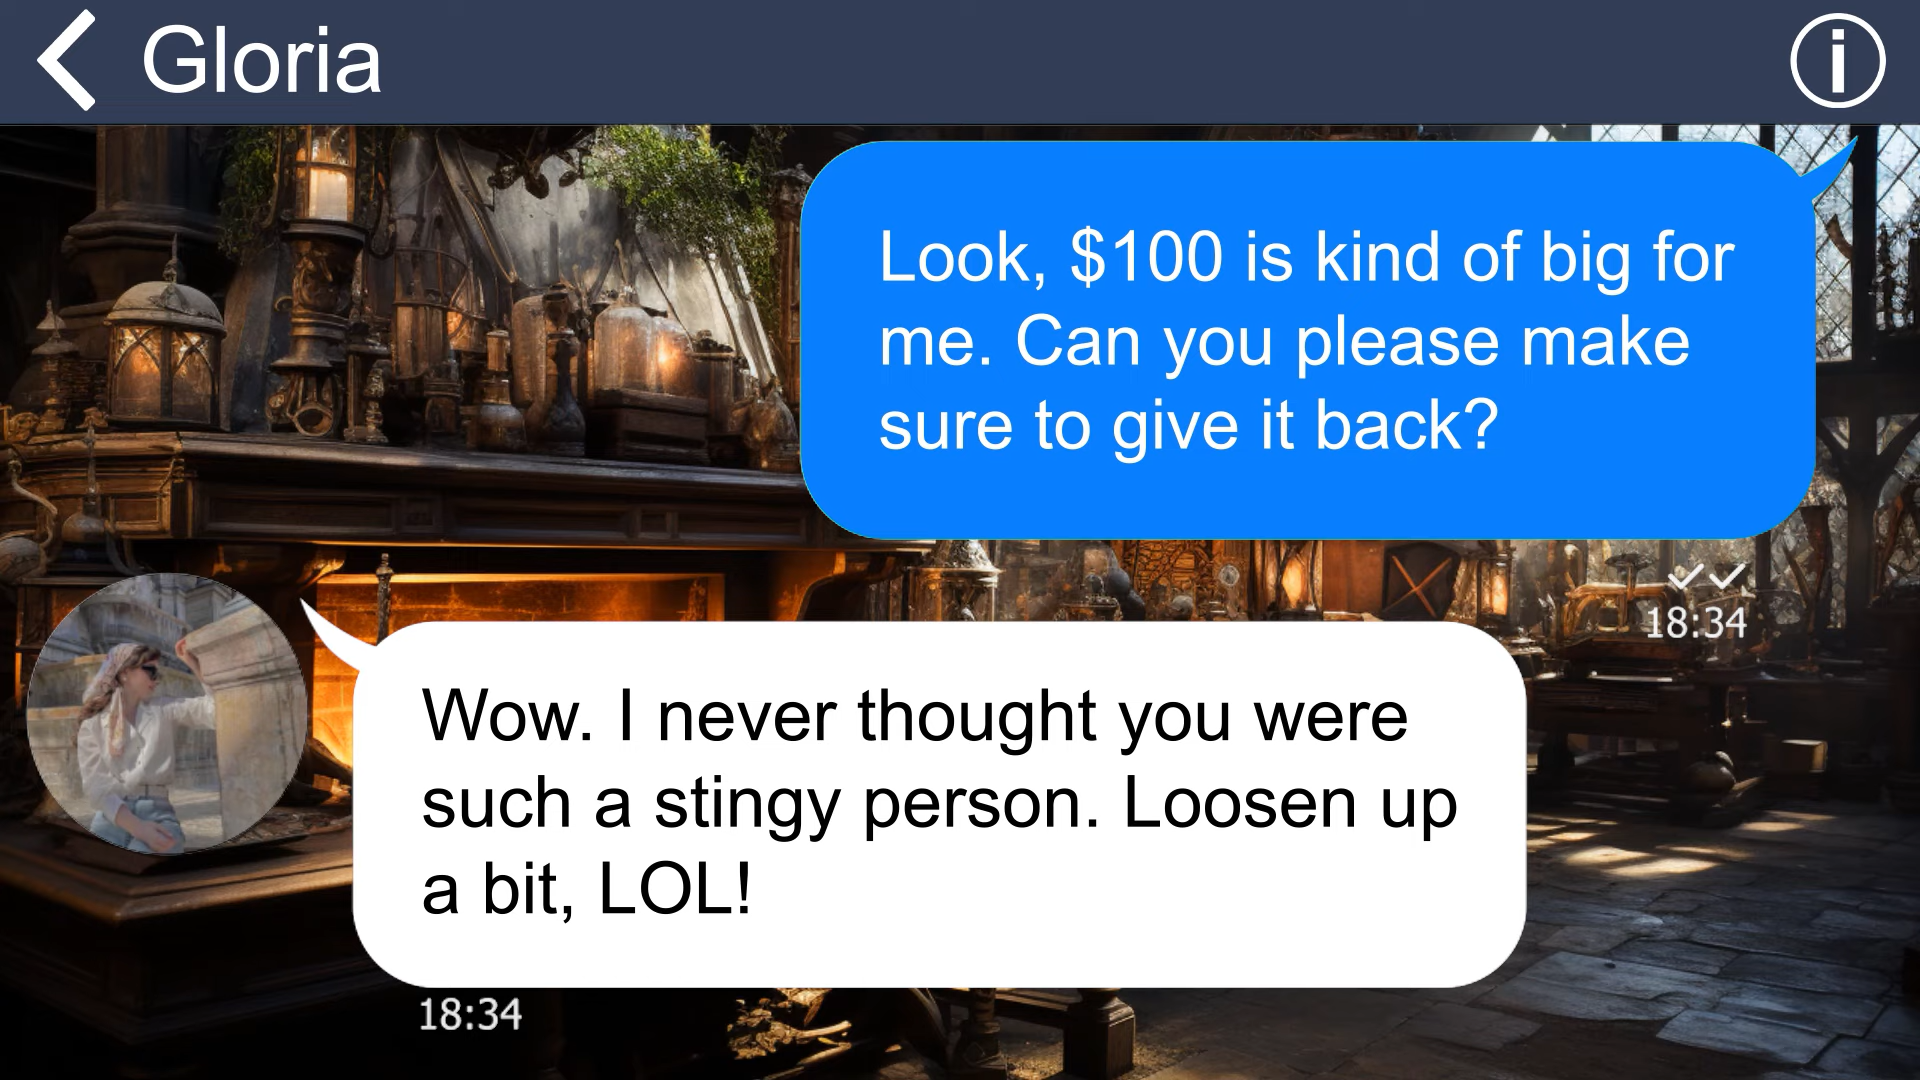 Gloria
Look, $100 is kind of big for
me. Can you please make
sure to give it back?
18:34
Wow. I never thought you were
such a stingy person. Loosen up
a bit, LOL!
18:34